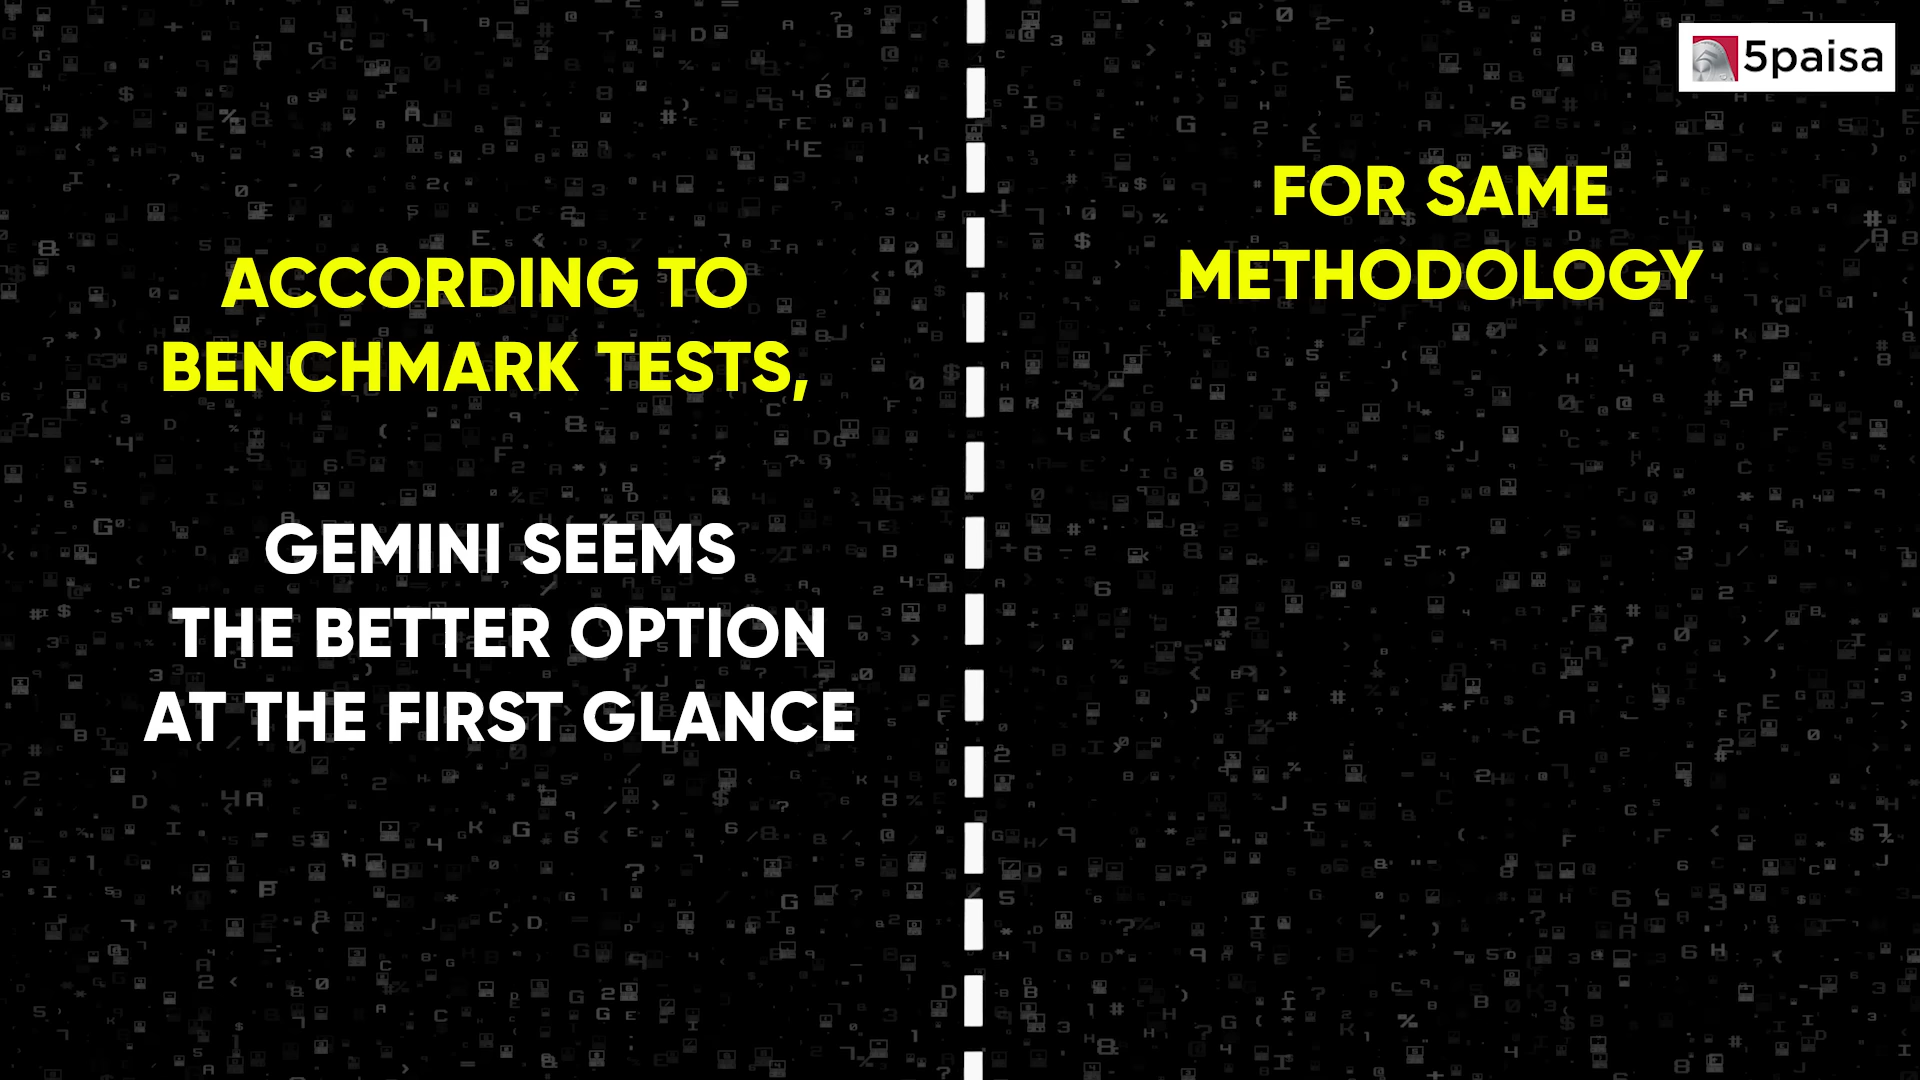 ACCORDING TO
BENCHMARK TESTS,
GEMINI SEEMS
THE BETTER OPTION
AT THE FIRST GLANCE
5paisa
FOR SAME
METHODOLOGY